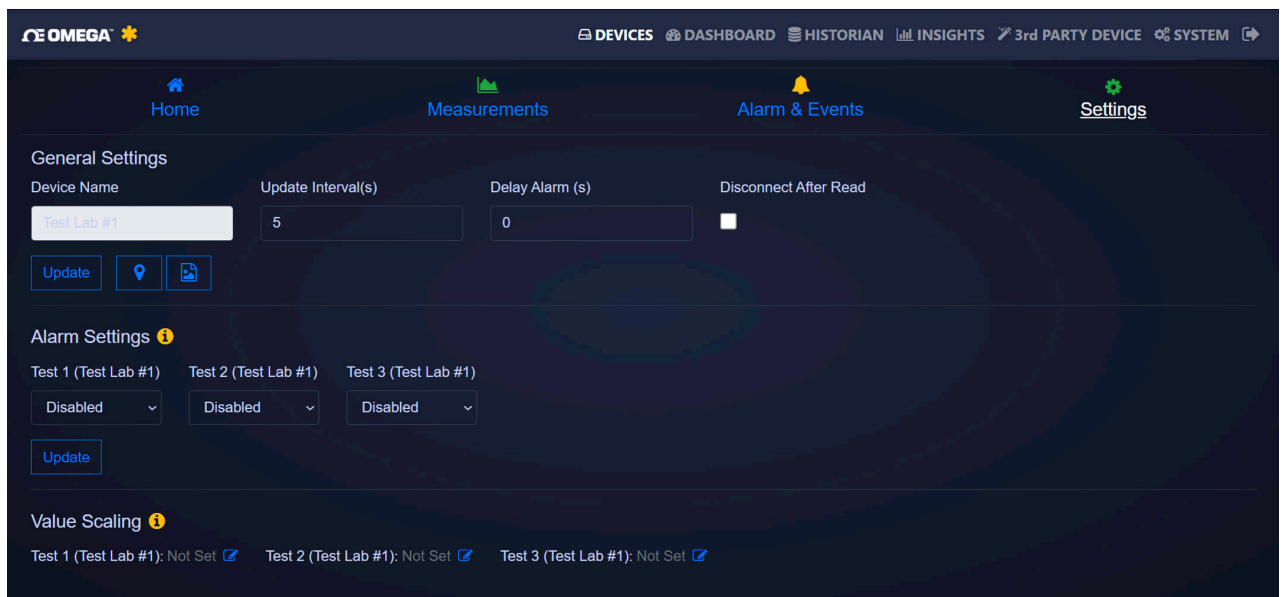 OMEGA™ DEVICES DASHBOARD HISTORIAN INSIGHTS 3rd PARTY DEVICE SYSTEM
Home Measurements Alarm & Events Settings
General Settings
Device Name Update Interval(s) Delay Alarm (s) Disconnect After Read
Test Lab #1 5 0
Update
Alarm Settings
Test 1 (Test Lab #1) Test 2 (Test Lab #1) Test 3 (Test Lab #1)
Disabled Disabled Disabled
Update
Value Scaling
Test 1 (Test Lab #1): Not Set Test 2 (Test Lab #1): Not Set Test 3 (Test Lab #1): Not Set